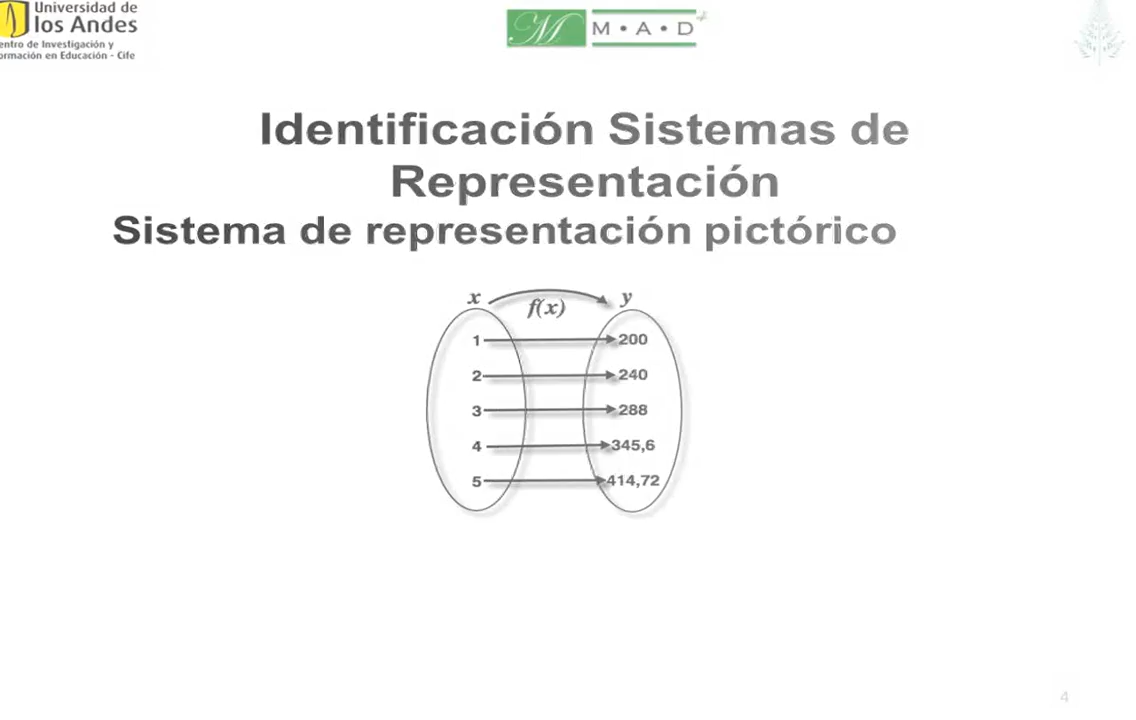 Universidad de
los Andes
entro de Investigación y
ormación en Educación - Cife
M • A • D
Identificación Sistemas de
Representación
Sistema de representación pictórico
x f(x) y
1 200
2 240
3 288
4 345,6
5 414,72
4